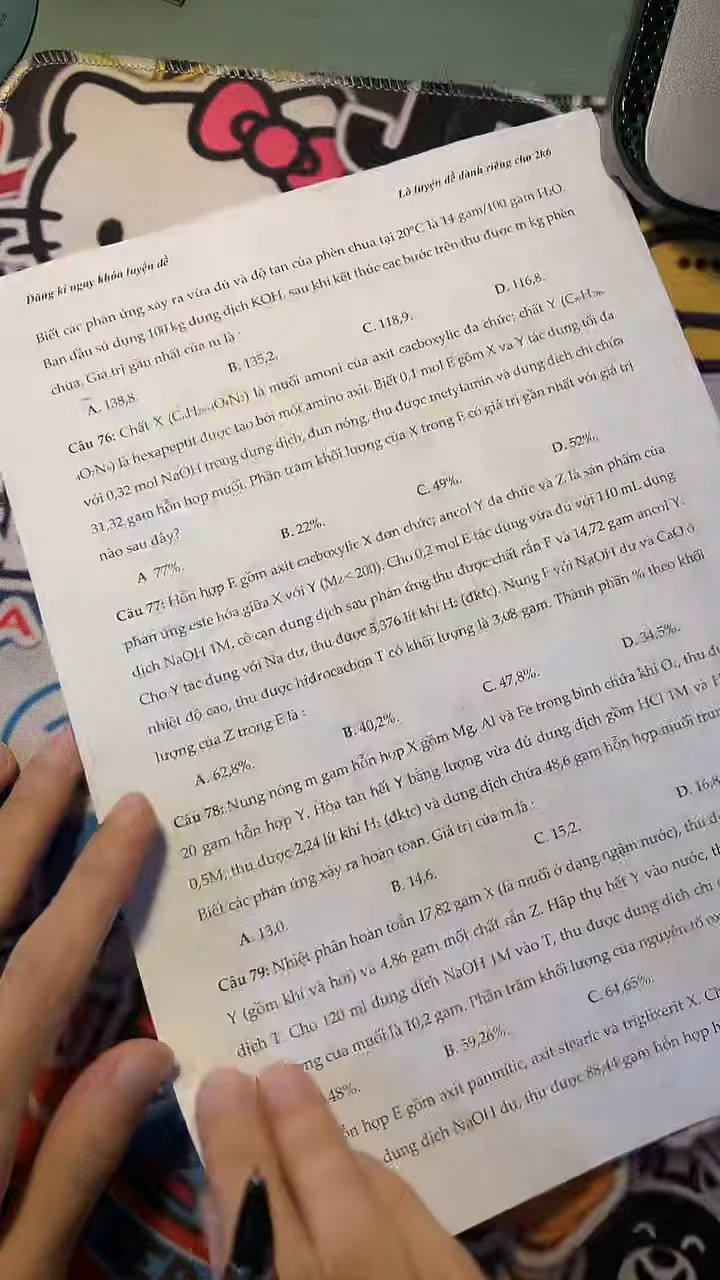 Đăng kí ngay khóa luyện đề
Là luyện đề dành riêng cho 2k6
Biết các phản ứng xảy ra vừa đủ và độ tan của phèn chua tại 20°C là 14 gam/100 gam H₂O.
Ban đầu sử dụng 100 kg dung dịch KOH, sau khi kết thúc các bước trên thu được m kg phèn
chua. Giá trị gần nhất của m là :
A. 138,8. B. 135,2. C. 118,9. D. 116,8.
Câu 76: Chất X (CₙH₂ₙ₊₄O₄N₂) là muối amoni của axit cacboxylic đa chức; chất Y (CₘH₂ₘ₋
₄O₇N₆) là hexapeptit được tạo bởi một amino axit. Biết 0,1 mol E gồm X và Y tác dụng tối đa
với 0,32 mol NaOH trong dung dịch, đun nóng, thu được metylamin và dung dịch chỉ chứa
31,32 gam hỗn hợp muối. Phần trăm khối lượng của X trong E có giá trị gần nhất với giá trị
nào sau đây?
A. 77%. B. 22%. C. 49%. D. 52%.
Câu 77: Hỗn hợp E gồm axit cacboxylic X đơn chức; ancol Y đa chức và Z là sản phẩm của
phản ứng este hóa giữa X với Y (Mz < 200). Cho 0,2 mol E tác dụng vừa đủ với 110 mL dung
dịch NaOH 1M, cô cạn dung dịch sau phản ứng thu được chất rắn F và 14,72 gam ancol Y.
Cho Y tác dụng với Na dư, thu được 5,376 lít khí H₂ (đktc). Nung F với NaOH dư và CaO ở
nhiệt độ cao, thu được hiđrocacbon T có khối lượng là 3,08 gam. Thành phần % theo khối
lượng của Z trong E là :
A. 62,8%. B. 40,2%. C. 47,8%. D. 34,5%.
Câu 78: Nung nóng m gam hỗn hợp X gồm Mg, Al và Fe trong bình chứa khí O₂, thu
20 gam hỗn hợp Y. Hòa tan hết Y bằng lượng vừa đủ dung dịch gồm HCl 1M và
0,5M, thu được 2,24 lít khí H₂ (đktc) và dung dịch chứa 48,6 gam hỗn hợp muối
Biết các phản ứng xảy ra hoàn toàn. Giá trị của m là :
A. 13,0. B. 14,6. C. 15,2. D. 16,8
Câu 79: Nhiệt phân hoàn toàn 17,82 gam X (là muối ở dạng ngậm nước), thu
Y (gồm khí và hơi) và 4,86 gam một chất rắn Z. Hấp thụ hết Y vào nước,
dịch T. Cho 120 ml dung dịch NaOH 1M vào T, thu được dung dịch chỉ
ng của muối là 10,2 gam. Phần trăm khối lượng của nguyên tố
48%. B. 59,26%. C. 64,65%.
hợp E gồm axit panmitic, axit stearic và triglixerit X.
dung dịch NaOH dư, thu được 88,44 gam hỗn hợp